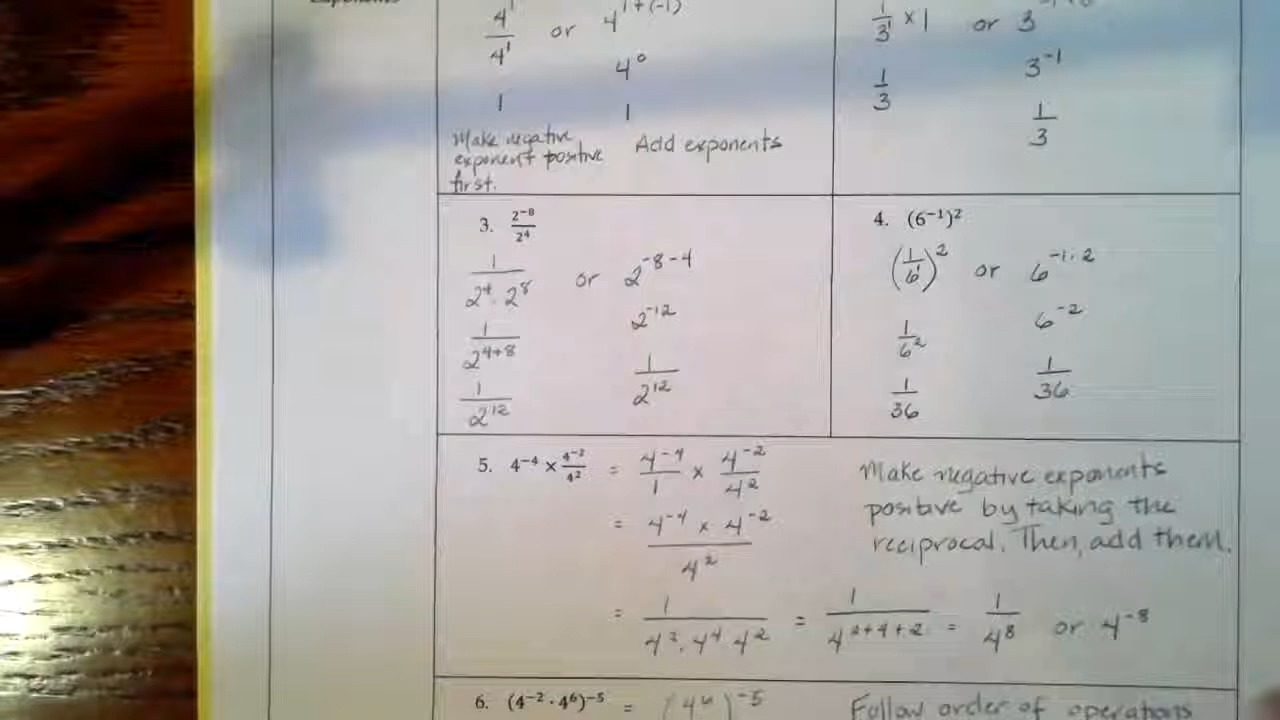 Exponents
4¹/4¹ or 4¹⁺⁽⁻¹⁾
4⁰
1
1
Make negative
exponent positive
first.
Add exponents
1/3¹ × 1 or 3
3⁻¹
1/3
1/3
3. 2⁻⁸/2⁴
1/(2⁴ · 2⁸) or 2⁻⁸⁻⁴
2⁻¹²
1/2⁴⁺⁸
1/2¹²
1/2¹²
4. (6⁻¹)²
(1/6¹)² or 6⁻¹·²
6⁻²
1/6²
1/36
1/36
5. 4⁻⁴ × 4⁻²/4² = 4⁻⁴/1 × 4⁻²/4²
= (4⁻⁴ × 4⁻²)/4²
Make negative exponents
positive by taking the
reciprocal. Then, add them.
= 1/(4² · 4⁴ · 4²) = 1/4²⁺⁴⁺² = 1/4⁸ or 4⁻⁸
6. (4⁻² · 4⁶)⁻⁵ = (4⁶ )⁻⁵
Follow order of operations